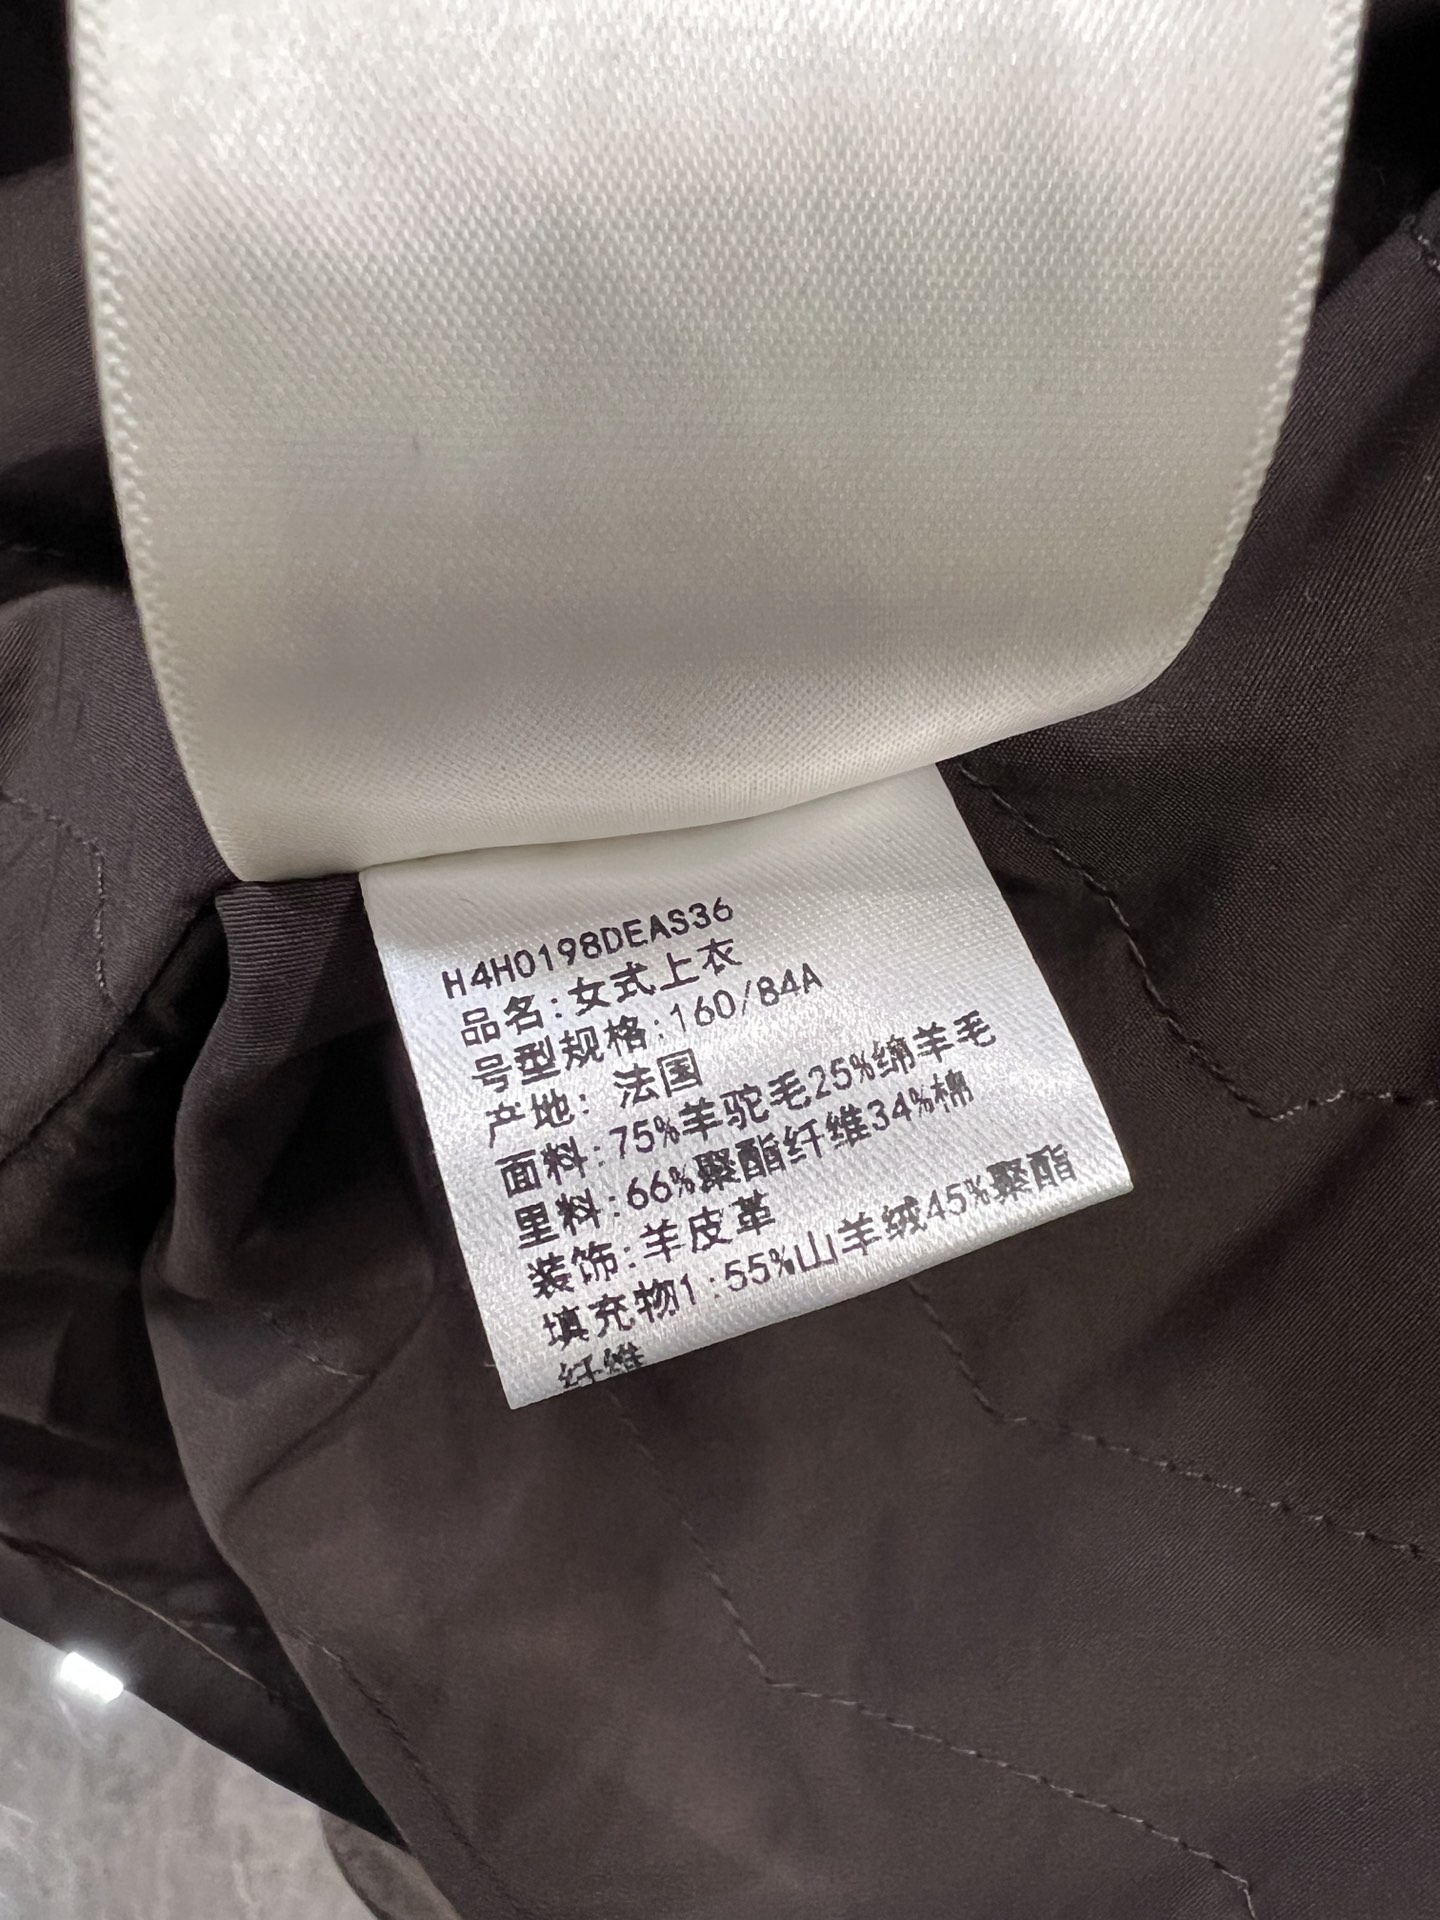 H4H0198DEAS36
品名:女式上衣
号型规格:160/84A
产地: 法国
面料:75%羊驼毛25%绵羊毛
里料:66%聚酯纤维34%棉
装饰:羊皮革
填充物1:55%山羊绒45%聚酯
纤维